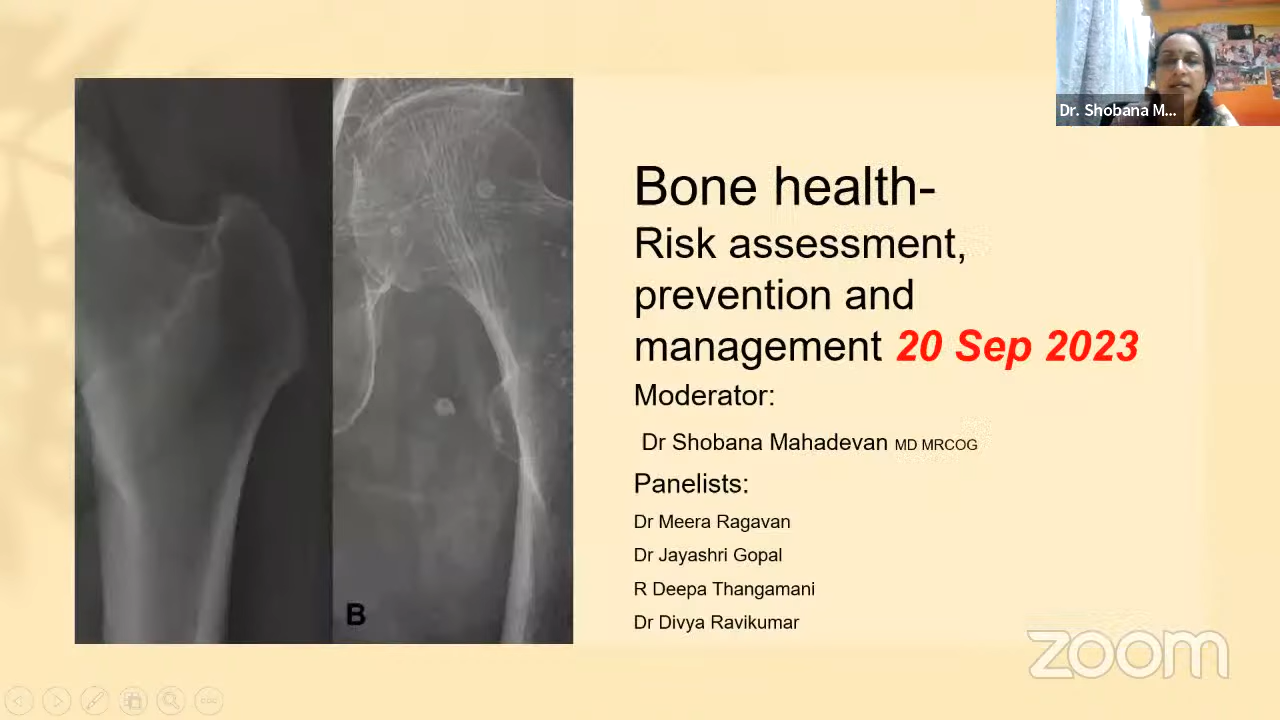 Dr. Shobana M...
Bone health-
Risk assessment,
prevention and
management 20 Sep 2023
Moderator:
Dr Shobana Mahadevan MD MRCOG
Panelists:
Dr Meera Ragavan
Dr Jayashri Gopal
R Deepa Thangamani
Dr Divya Ravikumar
B
zoom